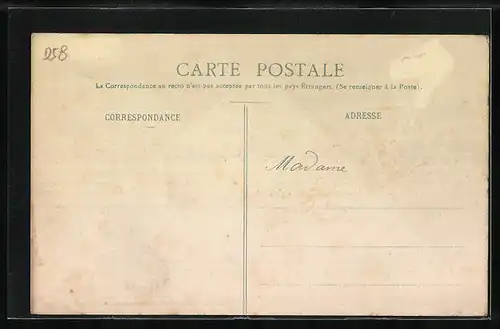 258
CARTE POSTALE
La Correspondance au recto n'est pas acceptée par tous les pays Étrangers. (Se renseigner à la Poste).
CORRESPONDANCE
ADRESSE
Madame